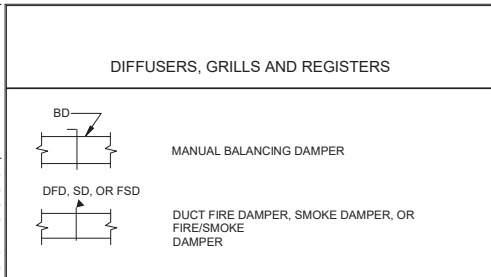 DIFFUSERS, GRILLS AND REGISTERS
BD
MANUAL BALANCING DAMPER
DFD, SD, OR FSD
DUCT FIRE DAMPER, SMOKE DAMPER, OR
FIRE/SMOKE
DAMPER